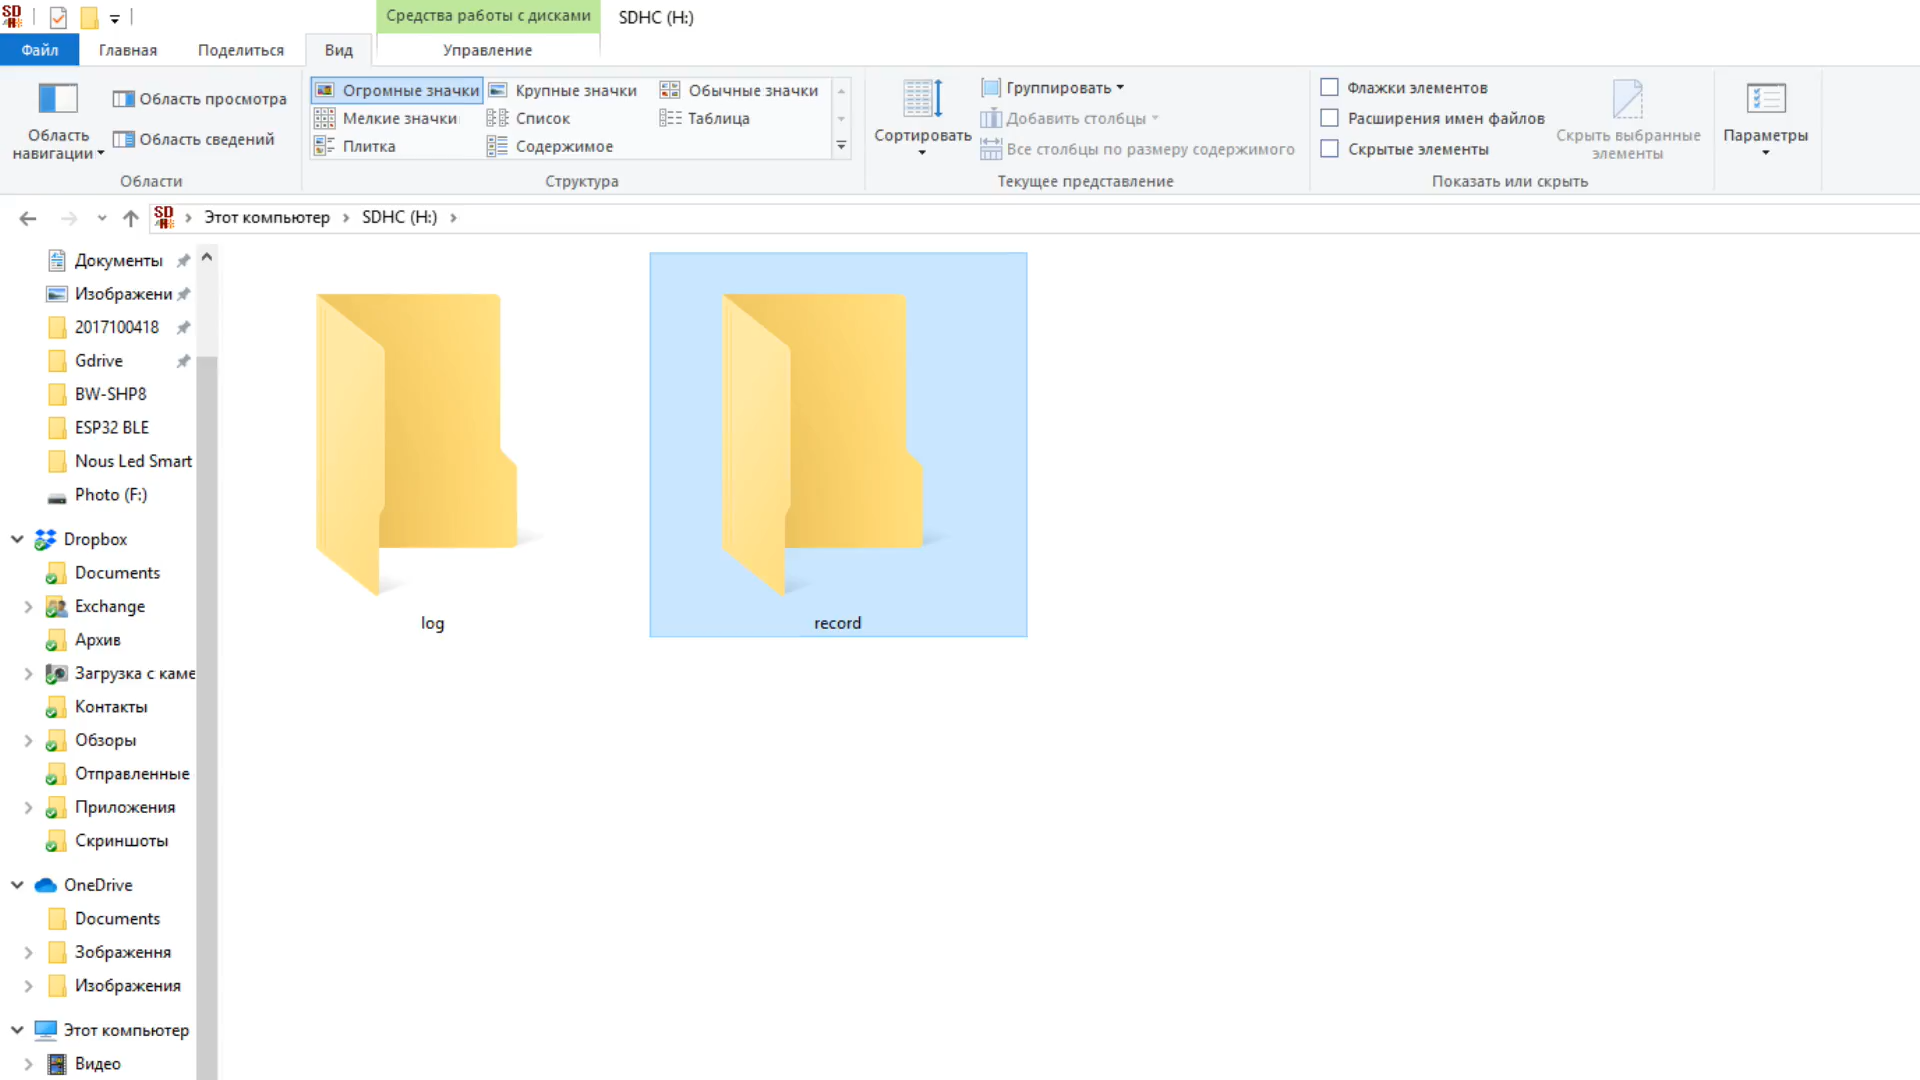 Средства работы с дисками
SDHC (H:)
Файл
Главная
Поделиться
Вид
Управление
Область навигации
Область просмотра
Область сведений
Области
Огромные значки
Крупные значки
Обычные значки
Мелкие значки
Список
Таблица
Плитка
Содержимое
Структура
Сортировать
Группировать
Добавить столбцы
Все столбцы по размеру содержимого
Текущее представление
Флажки элементов
Расширения имен файлов
Скрытые элементы
Скрыть выбранные
элементы
Показать или скрыть
Параметры
SD
Этот компьютер
SDHC (H:)
Документы
Изображени
2017100418
Gdrive
BW-SHP8
ESP32 BLE
Nous Led Smart
Photo (F:)
Dropbox
Documents
Exchange
Архив
Загрузка с каме
Контакты
Обзоры
Отправленные
Приложения
Скриншоты
OneDrive
Documents
Зображення
Изображения
Этот компьютер
Видео
log
record